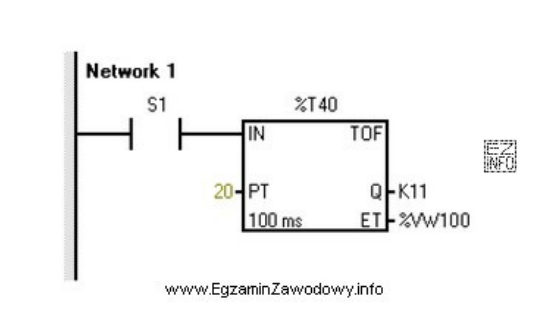 Network 1
S1
%T40
IN TOF
20 PT Q K11
100 ms ET %VW100
EZ
INFO
www.EgzaminZawodowy.info